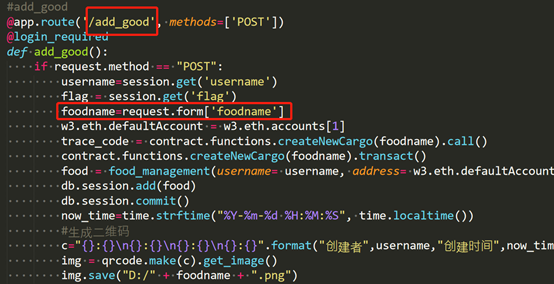 #add_good
@app.route('/add_good', methods=['POST'])
@login_required
def add_good():
    if request.method == "POST":
        username=session.get('username')
        flag = session.get('flag')
        foodname=request.form['foodname']
        w3.eth.defaultAccount = w3.eth.accounts[1]
        trace_code = contract.functions.createNewCargo(foodname).call()
        contract.functions.createNewCargo(foodname).transact()
        food = food_management(username= username, address= w3.eth.defaultAccount
        db.session.add(food)
        db.session.commit()
        now_time=time.strftime("%Y-%m-%d %H:%M:%S", time.localtime())
        #生成二维码
        c="{}:{}\n{}:{}\n{}:{}\n{}:{}".format("创建者",username,"创建时间",now_tim
        img = qrcode.make(c).get_image()
        img.save("D:/" + foodname + ".png")